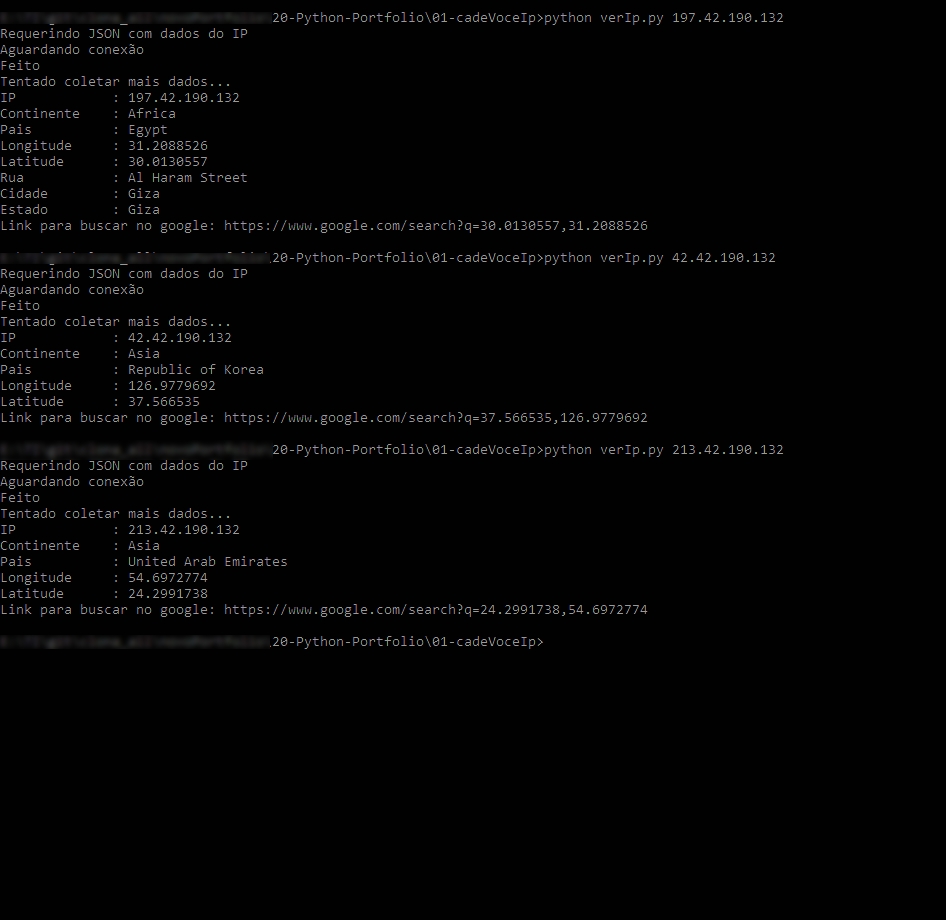 20-Python-Portfolio\01-cadeVoceIp>python verIp.py 197.42.190.132
Requerindo JSON com dados do IP
Aguardando conexão
Feito
Tentado coletar mais dados...
IP            : 197.42.190.132
Continente    : Africa
Pais          : Egypt
Longitude     : 31.2088526
Latitude      : 30.0130557
Rua           : Al Haram Street
Cidade        : Giza
Estado        : Giza
Link para buscar no google: https://www.google.com/search?q=30.0130557,31.2088526
20-Python-Portfolio\01-cadeVoceIp>python verIp.py 42.42.190.132
Requerindo JSON com dados do IP
Aguardando conexão
Feito
Tentado coletar mais dados...
IP            : 42.42.190.132
Continente    : Asia
Pais          : Republic of Korea
Longitude     : 126.9779692
Latitude      : 37.566535
Link para buscar no google: https://www.google.com/search?q=37.566535,126.9779692
20-Python-Portfolio\01-cadeVoceIp>python verIp.py 213.42.190.132
Requerindo JSON com dados do IP
Aguardando conexão
Feito
Tentado coletar mais dados...
IP            : 213.42.190.132
Continente    : Asia
Pais          : United Arab Emirates
Longitude     : 54.6972774
Latitude      : 24.2991738
Link para buscar no google: https://www.google.com/search?q=24.2991738,54.6972774
20-Python-Portfolio\01-cadeVoceIp>